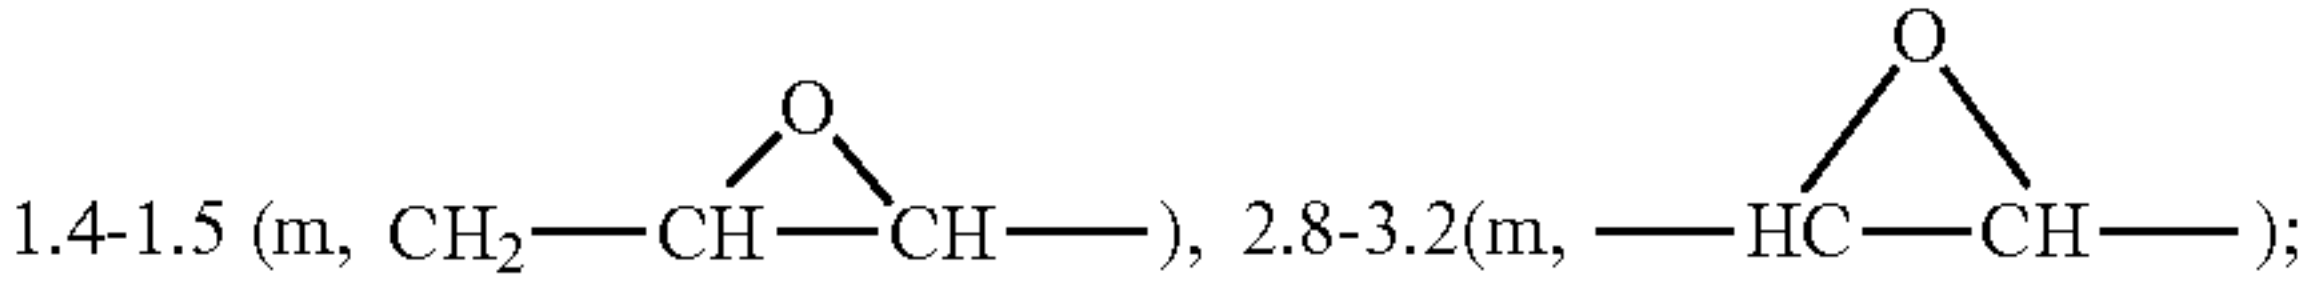 O
O
1.4-1.5 (m, CH₂—CH—CH—), 2.8-3.2(m, —HC—CH—);